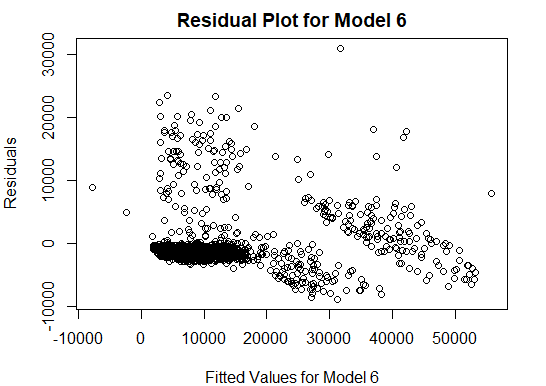 Residual Plot for Model 6
Residuals
30000
20000
10000
0
-10000
-10000 0 10000 20000 30000 40000 50000
Fitted Values for Model 6